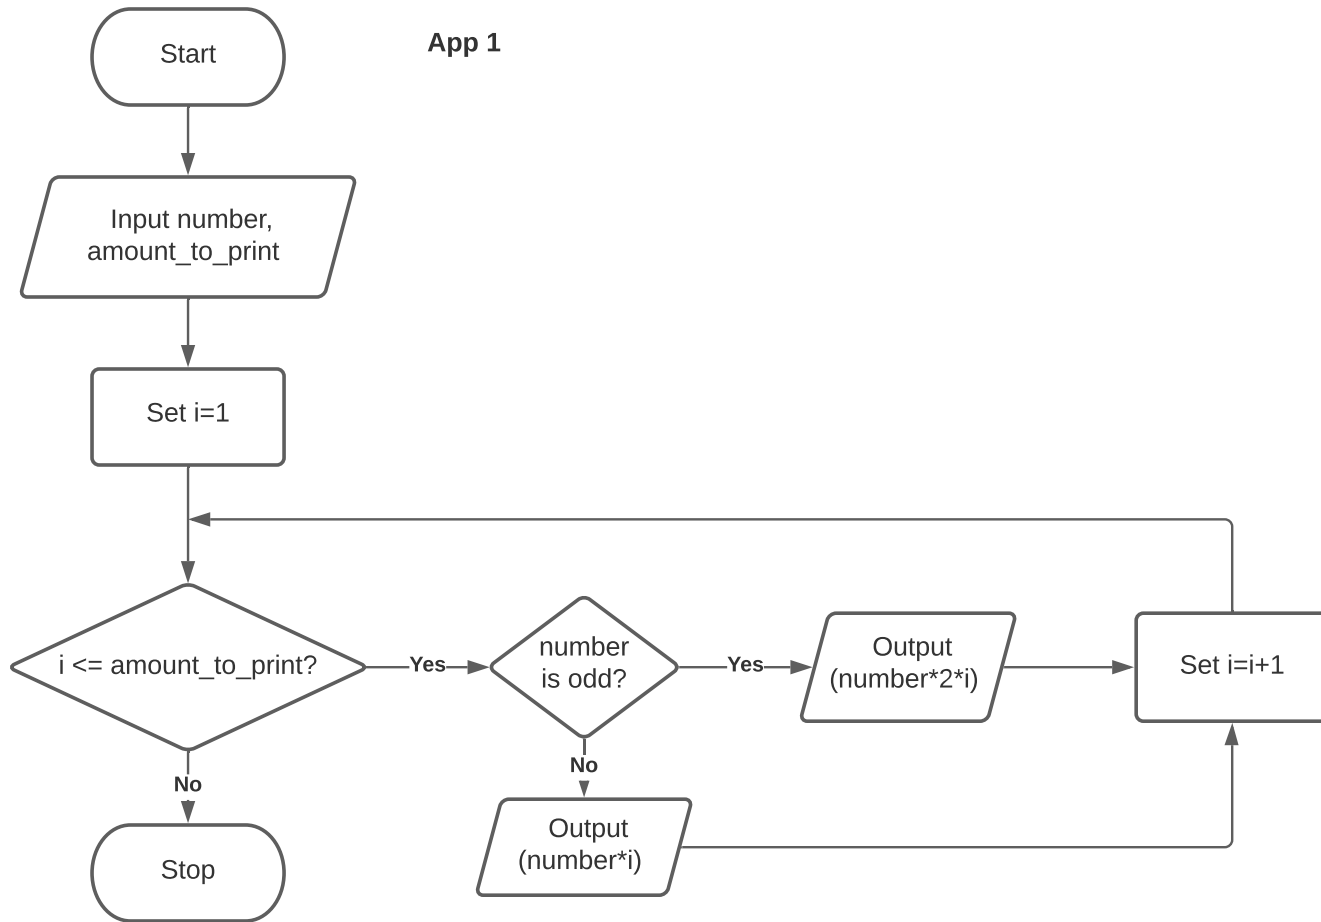 Start
App 1
Input number,
amount_to_print
Set i=1
i <= amount_to_print?
Yes
number
is odd?
Yes
Output
(number*2*i)
Set i=i+1
No
No
Output
(number*i)
Stop